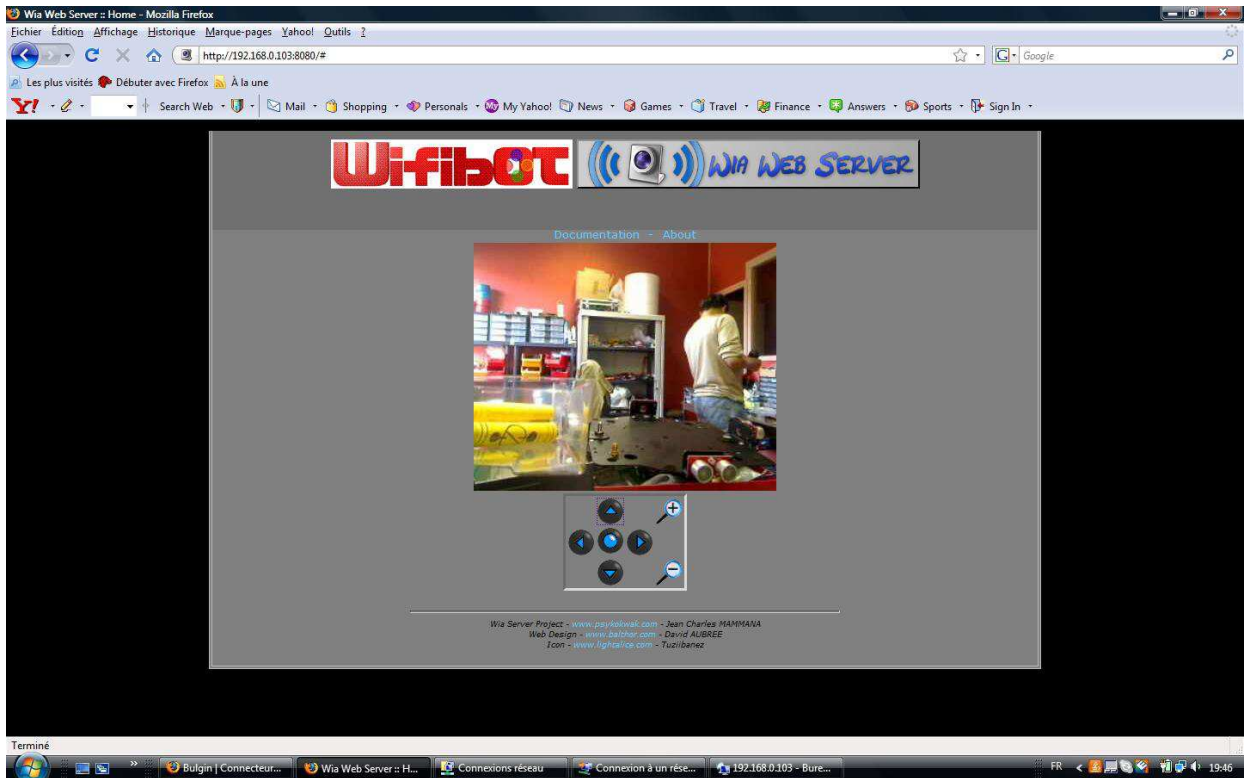 Wia Web Server :: Home - Mozilla Firefox
Eichier Édition Affichage Historique Marque-pages Yahoo! Outils ?
http://192.168.0.103:8080/# Google
Les plus visités Débuter avec Firefox À la une
Y! Search Web Mail Shopping Personals My Yahoo! News Games Travel Finance Answers Sports Sign In
Wifibot WIA WEB SERVER
Documentation - About
Wia Server Project - www.psykokwak.com - Jean Charles MAMMANA
Web Design - www.balthor.com - David AUBREE
Icon - www.lightalice.com - Tuziibanez
Terminé
Bulgin | Connecteur... Wia Web Server :: H... Connexions réseau Connexion à un rése... 192.168.0.103 - Bure... FR 19:46